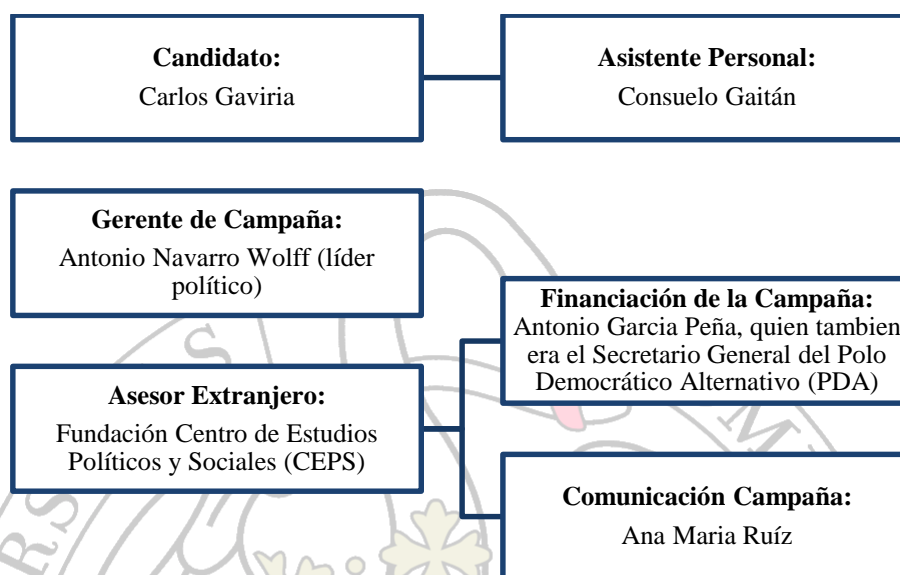 Candidato:
Carlos Gaviria
Asistente Personal:
Consuelo Gaitán
Gerente de Campaña:
Antonio Navarro Wolff (líder
político)
Financiación de la Campaña:
Antonio Garcia Peña, quien tambien
era el Secretario General del Polo
Democrático Alternativo (PDA)
Asesor Extranjero:
Fundación Centro de Estudios
Políticos y Sociales (CEPS)
Comunicación Campaña:
Ana Maria Ruíz